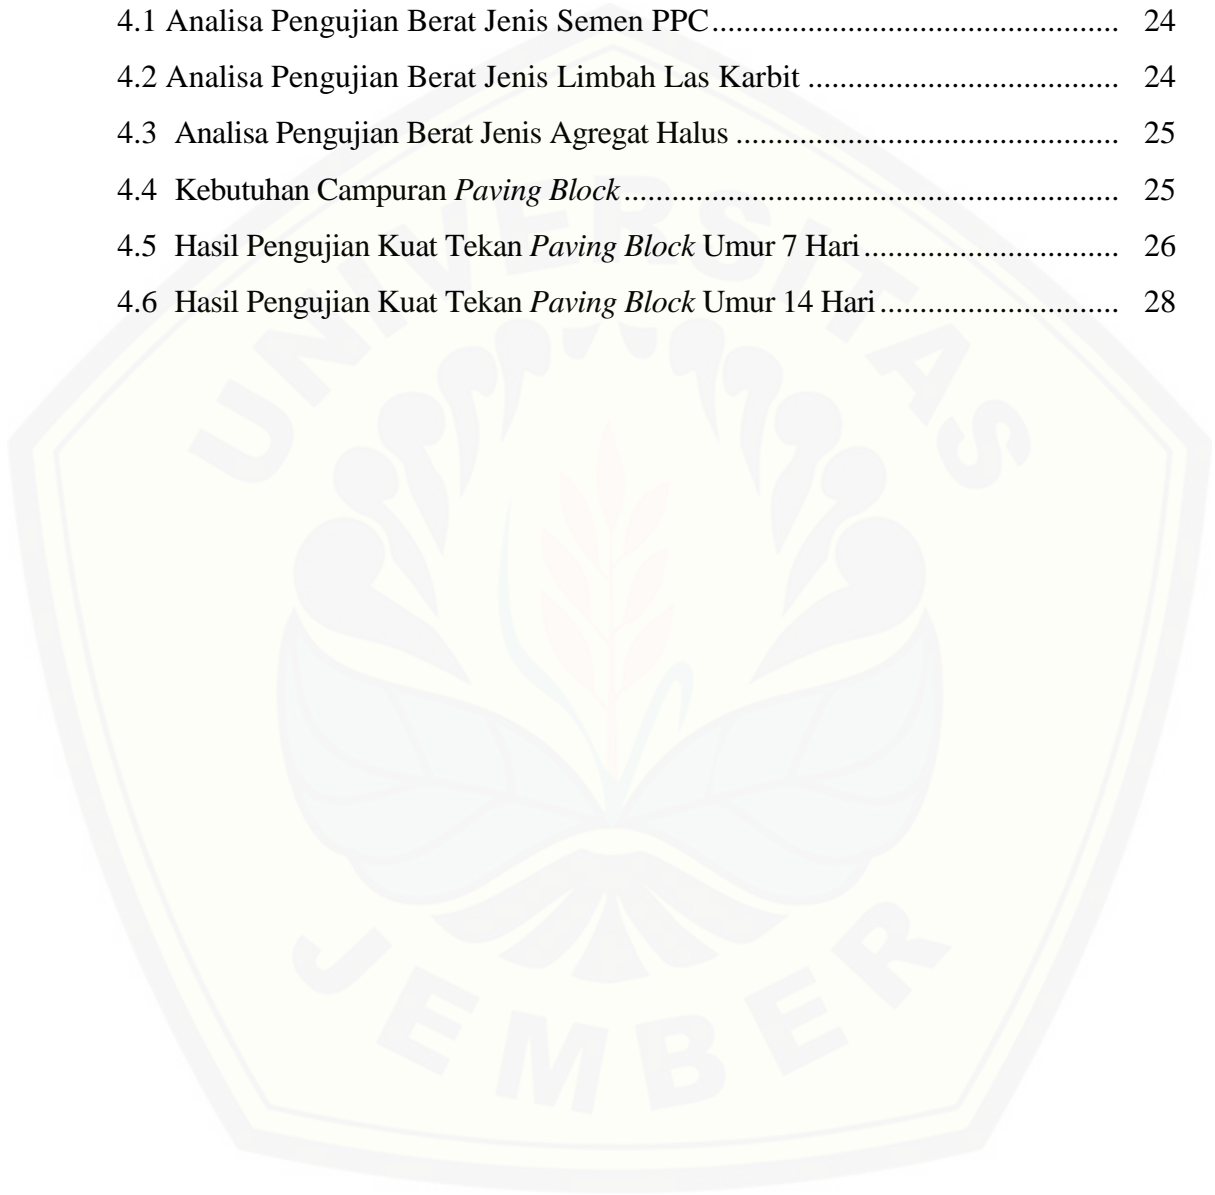 4.1 Analisa Pengujian Berat Jenis Semen PPC.................................................... 24
4.2 Analisa Pengujian Berat Jenis Limbah Las Karbit ........................................ 24
4.3 Analisa Pengujian Berat Jenis Agregat Halus ................................................. 25
4.4 Kebutuhan Campuran Paving Block............................................................... 25
4.5 Hasil Pengujian Kuat Tekan Paving Block Umur 7 Hari................................. 26
4.6 Hasil Pengujian Kuat Tekan Paving Block Umur 14 Hari............................... 28
UNIVERSITAS
JEMBER